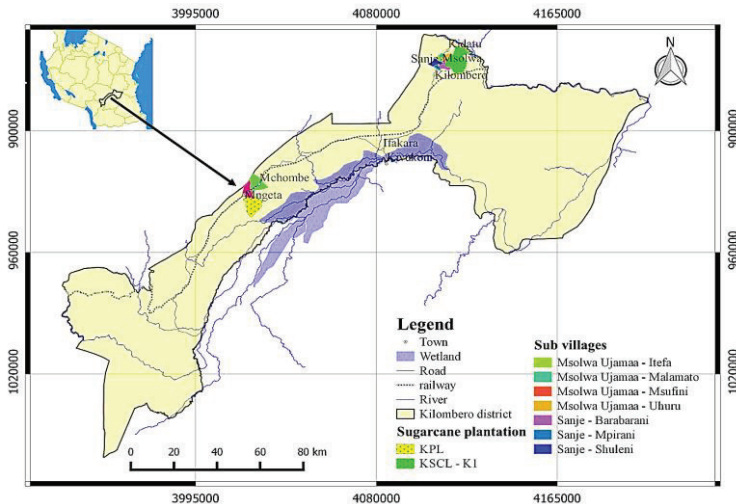 3995000
4080000
4165000
N
Kidatu
Sanje Msolwa
Kilombero
900000
900000
Ifakara
Kivukoni
Mchombe
Mngeta
960000
960000
Legend
Town
Wetland
Road
railway
River
Kilombero district
Sugarcane plantation
KPL
KSCL - K1
Sub villages
Msolwa Ujamaa - Itefa
Msolwa Ujamaa - Malamato
Msolwa Ujamaa - Msufini
Msolwa Ujamaa - Uhuru
Sanje - Barabarani
Sanje - Mpirani
Sanje - Shuleni
1020000
1020000
0 20 40 60 80 km
3995000
4080000
4165000